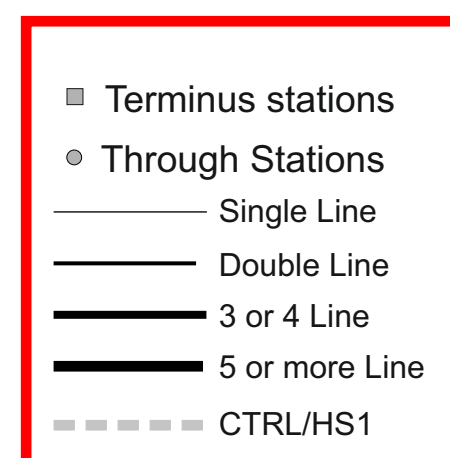 Terminus stations
Through Stations
Single Line
Double Line
3 or 4 Line
5 or more Line
CTRL/HS1